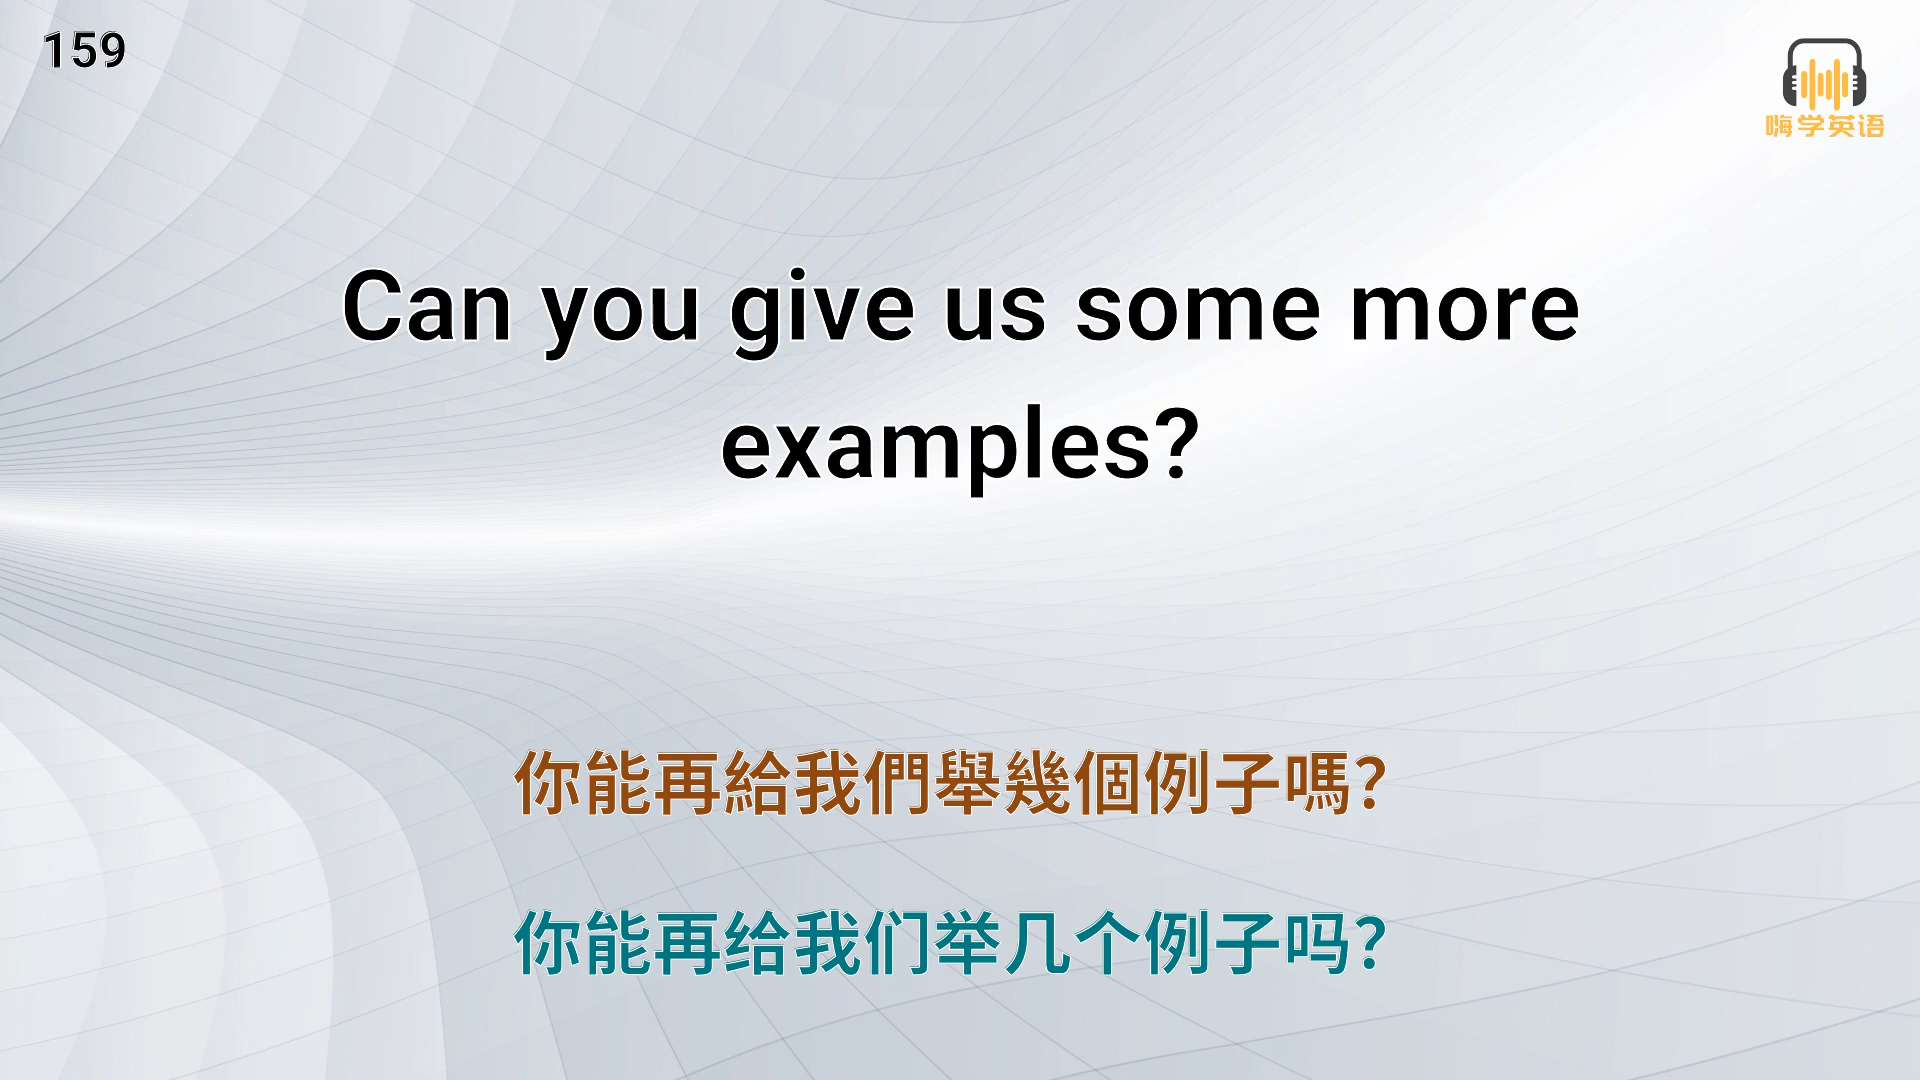 159
嗨学英语
Can you give us some more
examples?
你能再給我們舉幾個例子嗎?
你能再给我们举几个例子吗?